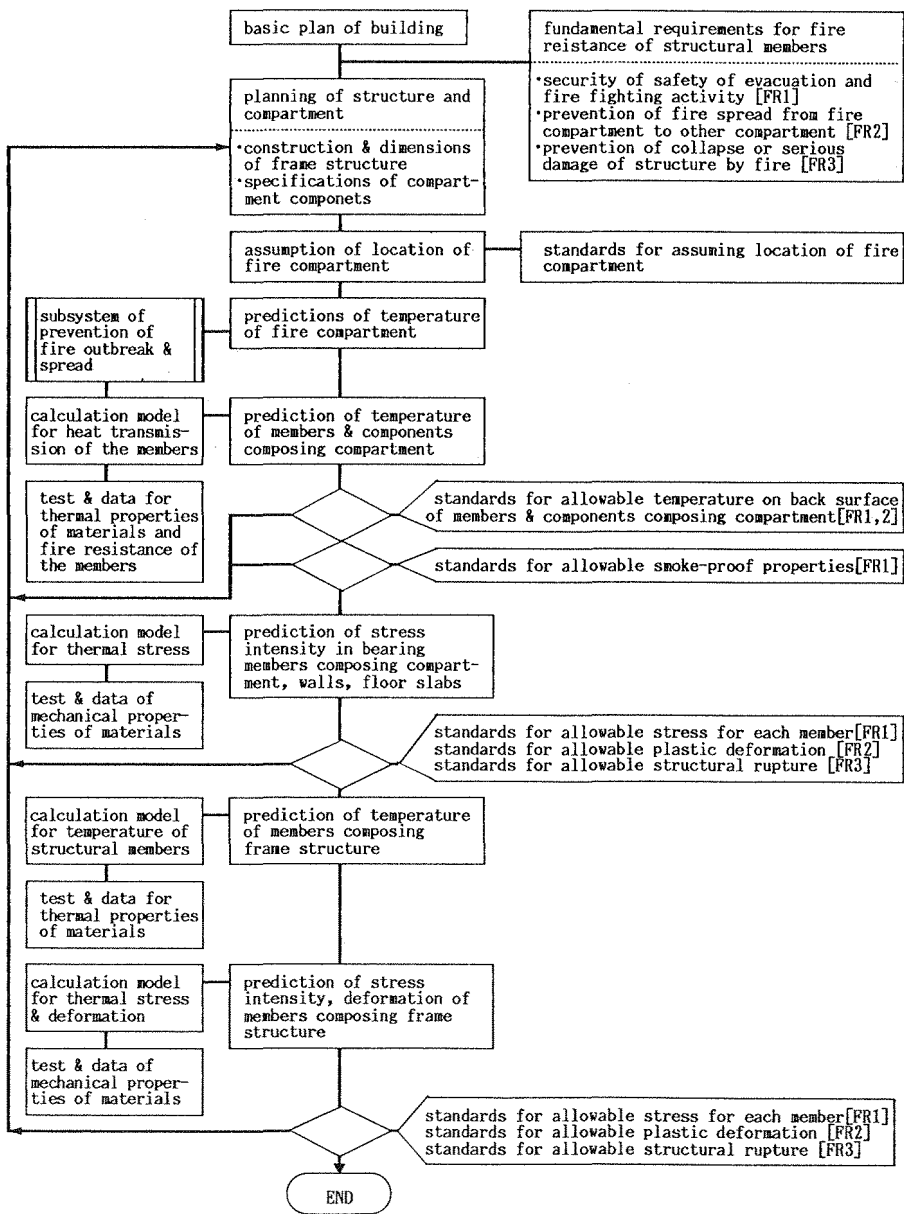 basic plan of building
fundamental requirements for fire
reistance of structural members
·security of safety of evacuation and
fire fighting activity [FR1]
·prevention of fire spread from fire
compartment to other compartment [FR2]
·prevention of collapse or serious
damage of structure by fire [FR3]
planning of structure and
compartment
·construction & dimensions
of frame structure
·specifications of compart-
ment componets
assumption of location of
fire compartment
standards for assuming location of fire
compartment
subsystem of
prevention of
fire outbreak &
spread
predictions of temperature
of fire compartment
calculation model
for heat transmis-
sion of the members
prediction of temperature
of members & components
composing compartment
test & data for
thermal properties
of materials and
fire resistance of
the members
standards for allowable temperature on back surface
of members & components composing compartment[FR1,2]
standards for allowable smoke-proof properties[FR1]
calculation model
for thermal stress
prediction of stress
intensity in bearing
members composing compart-
ment, walls, floor slabs
test & data of
mechanical proper-
ties of materials
standards for allowable stress for each member[FR1]
standards for allowable plastic deformation [FR2]
standards for allowable structural rupture [FR3]
calculation model
for temperature of
structural members
prediction of temperature
of members composing
frame structure
test & data for
thermal properties
of materials
calculation model
for thermal stress
& deformation
prediction of stress
intensity, deformation of
members composing frame
structure
test & data of
mechanical proper-
ties of materials
standards for allowable stress for each member[FR1]
standards for allowable plastic deformation [FR2]
standards for allowable structural rupture [FR3]
END